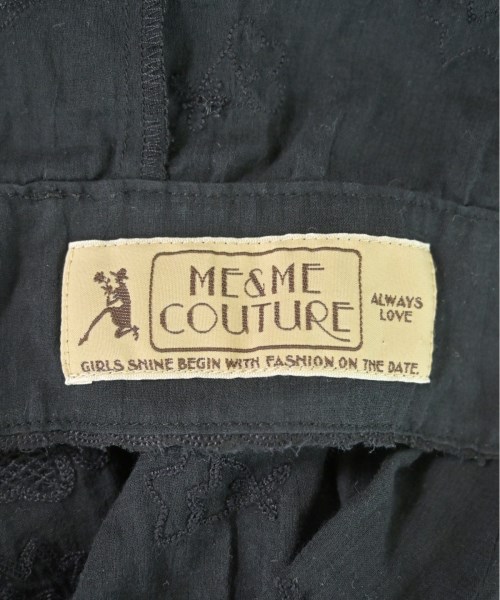 ME&ME
COUTURE
ALWAYS
LOVE
GIRLS SHINE BEGIN WITH FASHION, ON THE DATE.